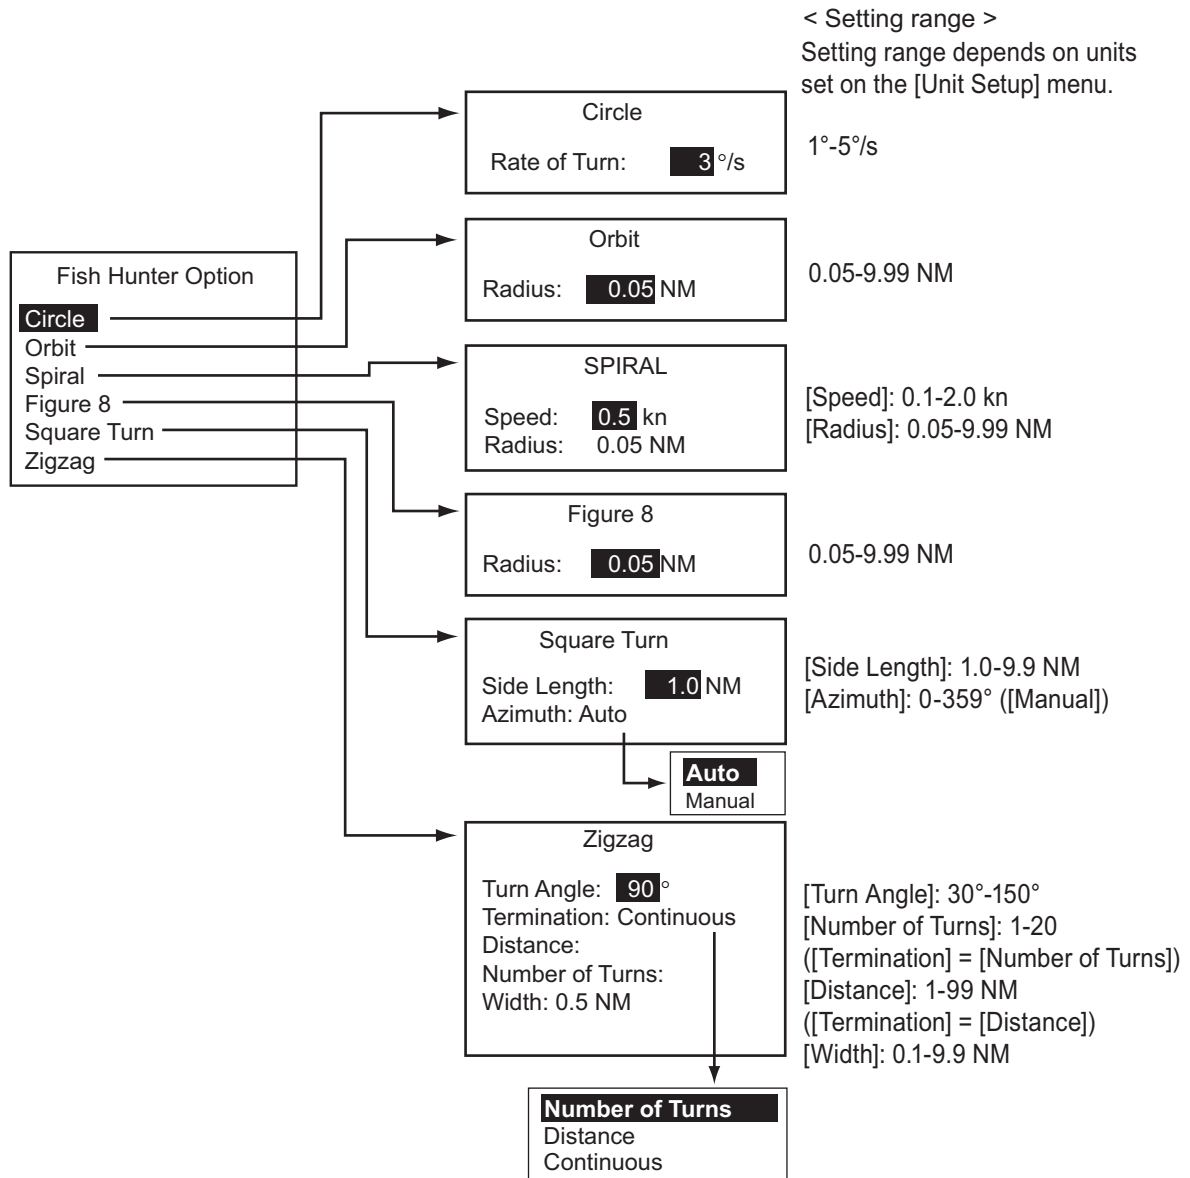 < Setting range >
Setting range depends on units
set on the [Unit Setup] menu.
Fish Hunter Option
Circle
Orbit
Spiral
Figure 8
Square Turn
Zigzag
Circle
Rate of Turn: 3 °/s
1°-5°/s
Orbit
Radius: 0.05 NM
0.05-9.99 NM
SPIRAL
Speed: 0.5 kn
Radius: 0.05 NM
[Speed]: 0.1-2.0 kn
[Radius]: 0.05-9.99 NM
Figure 8
Radius: 0.05 NM
0.05-9.99 NM
Square Turn
Side Length: 1.0 NM
Azimuth: Auto
[Side Length]: 1.0-9.9 NM
[Azimuth]: 0-359° ([Manual])
Auto
Manual
Zigzag
Turn Angle: 90 °
Termination: Continuous
Distance:
Number of Turns:
Width: 0.5 NM
[Turn Angle]: 30°-150°
[Number of Turns]: 1-20
([Termination] = [Number of Turns])
[Distance]: 1-99 NM
([Termination] = [Distance])
[Width]: 0.1-9.9 NM
Number of Turns
Distance
Continuous